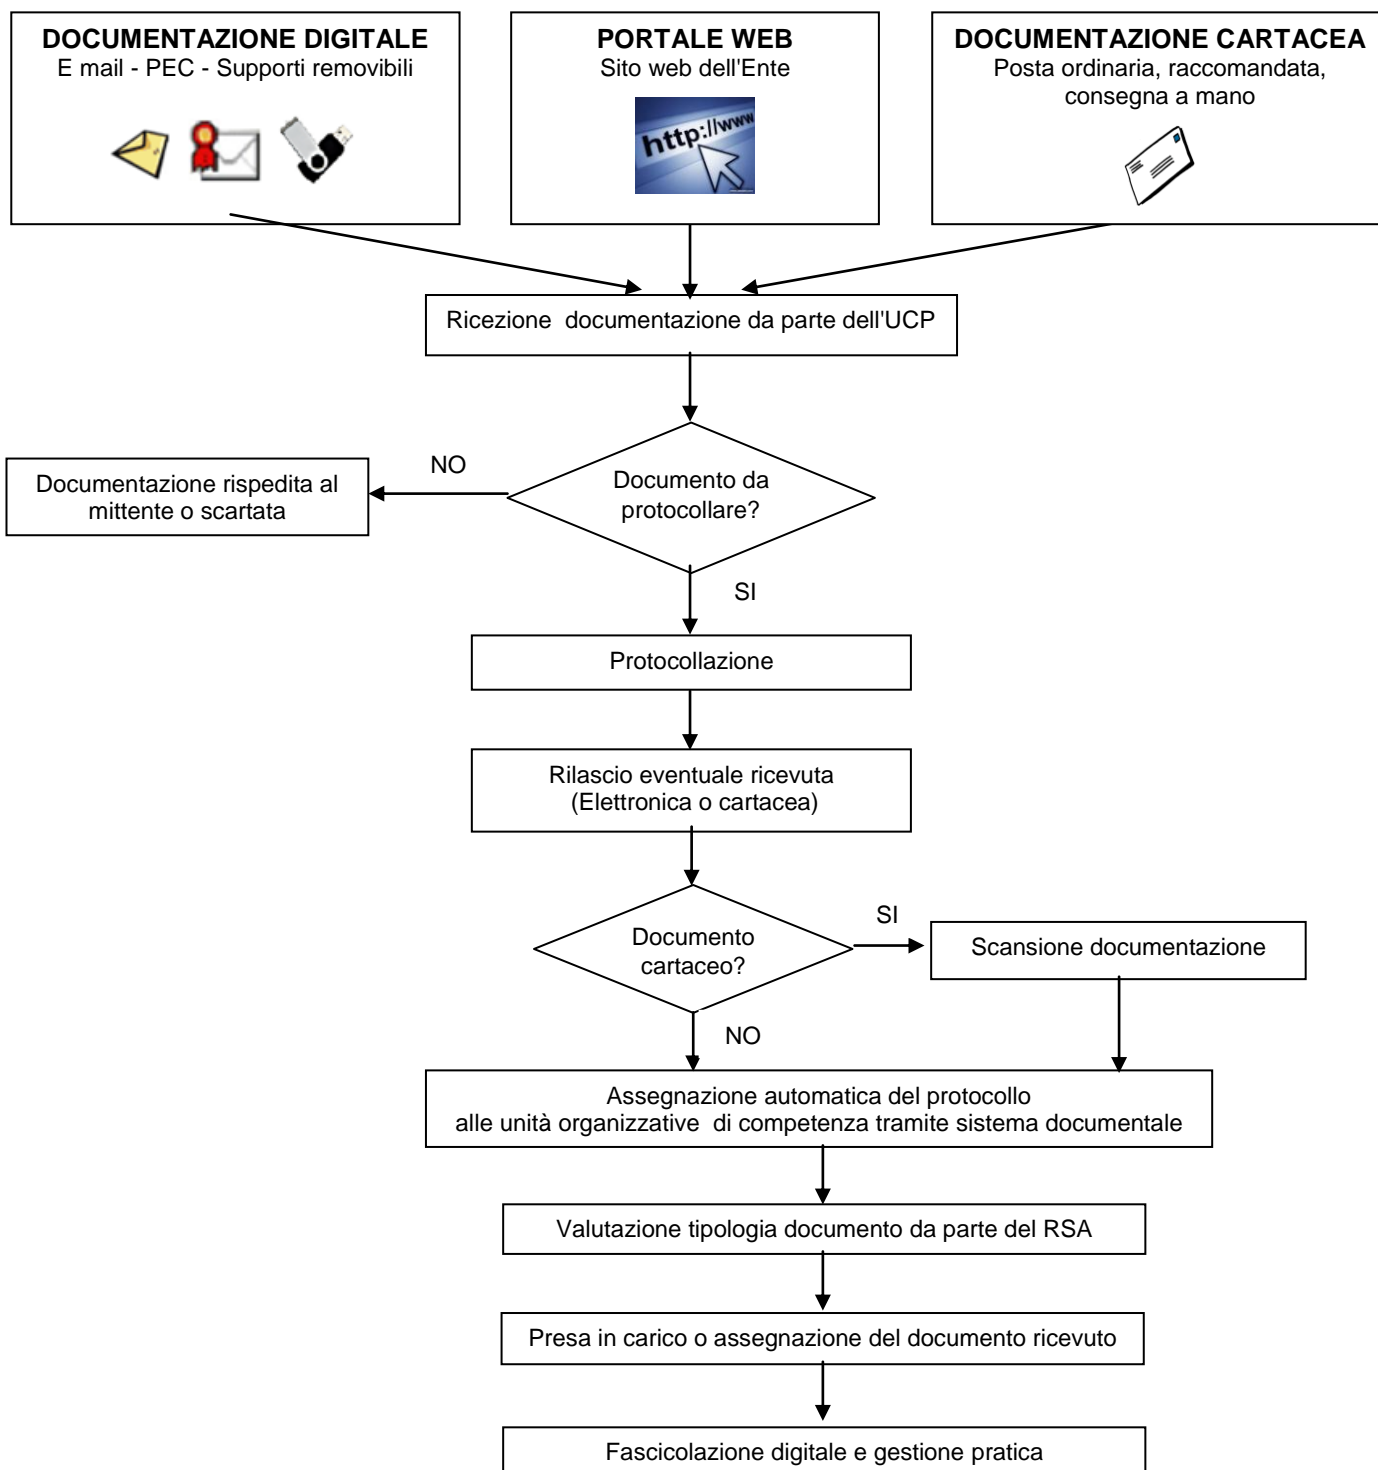 DOCUMENTAZIONE DIGITALE
E mail - PEC - Supporti removibili
PORTALE WEB
Sito web dell'Ente
http://www
DOCUMENTAZIONE CARTACEA
Posta ordinaria, raccomandata,
consegna a mano
Ricezione documentazione da parte dell'UCP
Documento da
protocollare?
NO
Documentazione rispedita al
mittente o scartata
SI
Protocollazione
Rilascio eventuale ricevuta
(Elettronica o cartacea)
Documento
cartaceo?
SI
Scansione documentazione
NO
Assegnazione automatica del protocollo
alle unità organizzative di competenza tramite sistema documentale
Valutazione tipologia documento da parte del RSA
Presa in carico o assegnazione del documento ricevuto
Fascicolazione digitale e gestione pratica